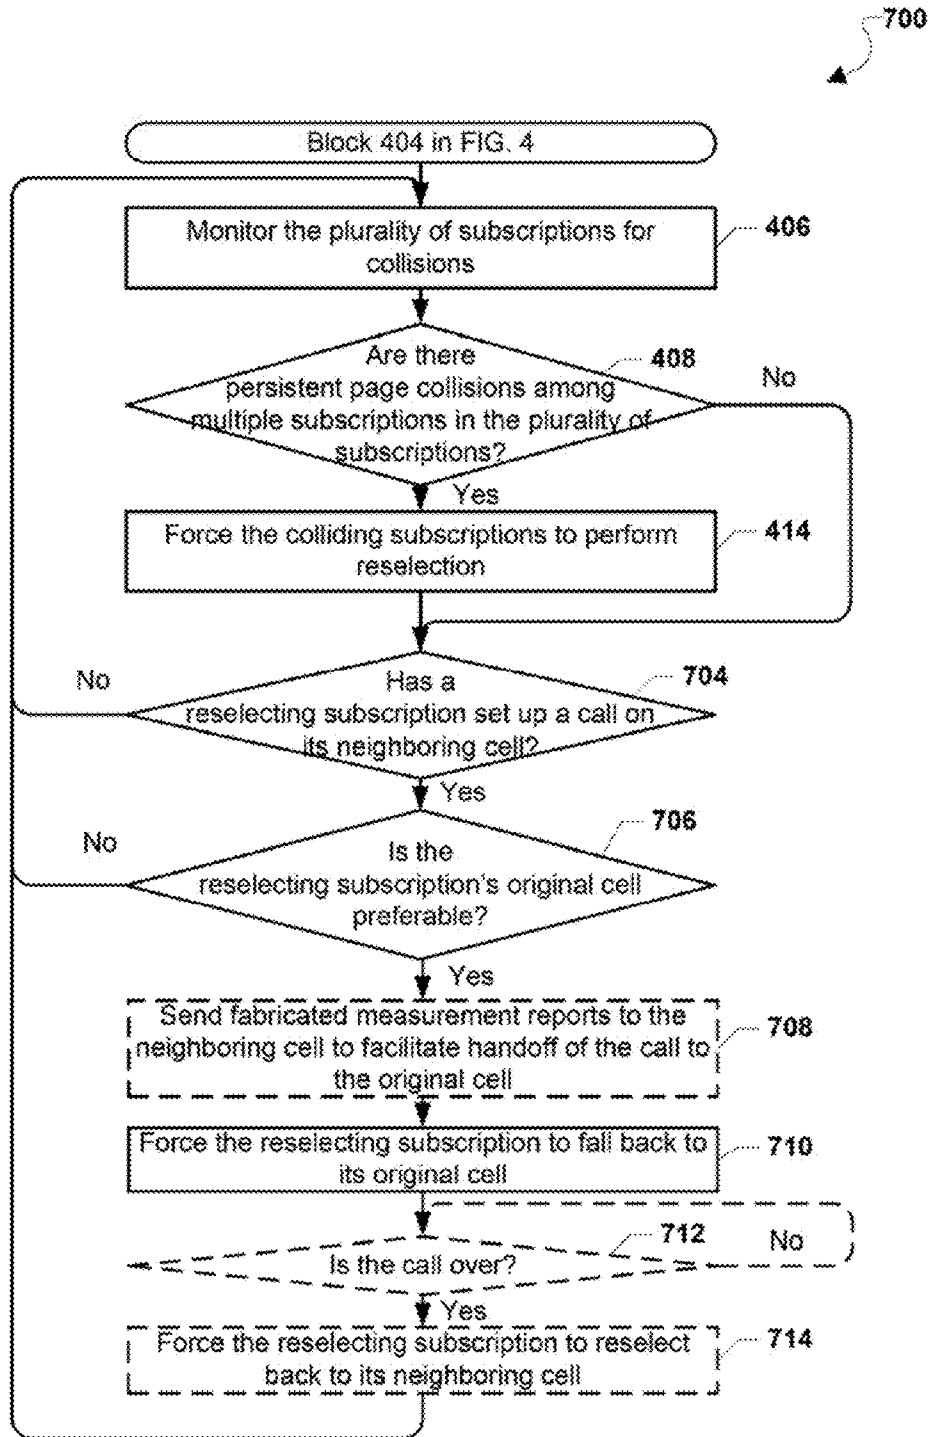 700
Block 404 in FIG. 4
Monitor the plurality of subscriptions for
collisions
406
Are there
persistent page collisions among
multiple subscriptions in the plurality of
subscriptions?
408
No
Yes
Force the colliding subscriptions to perform
reselection
414
Has a
reselecting subscription set up a call on
its neighboring cell?
704
No
Yes
Is the
reselecting subscription's original cell
preferable?
706
No
Yes
Send fabricated measurement reports to the
neighboring cell to facilitate handoff of the call to
the original cell
708
Force the reselecting subscription to fall back to
its original cell
710
Is the call over?
712
No
Yes
Force the reselecting subscription to reselect
back to its neighboring cell
714